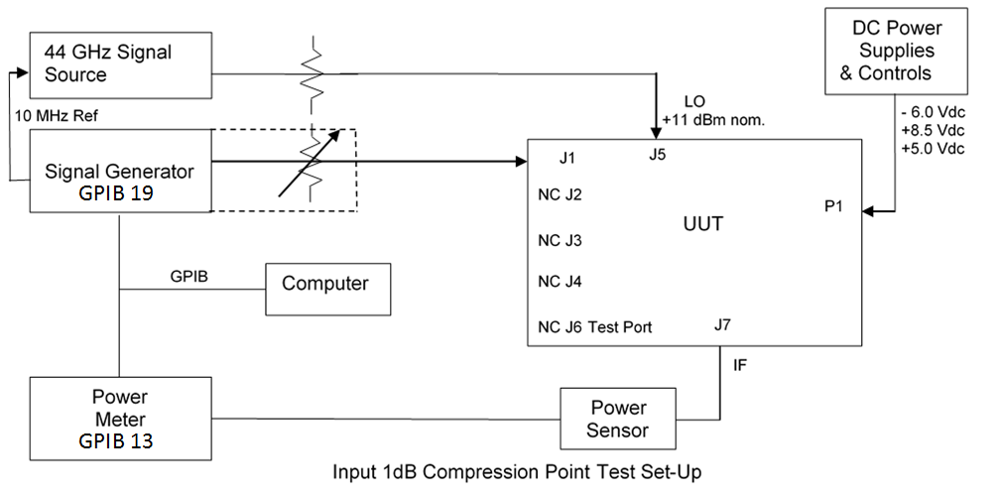 44 GHz Signal
Source
DC Power
Supplies
& Controls
10 MHz Ref
LO
+11 dBm nom.
- 6.0 Vdc
+8.5 Vdc
+5.0 Vdc
Signal Generator
GPIB 19
J1
J5
NC J2
P1
UUT
NC J3
GPIB
Computer
NC J4
NC J6 Test Port
J7
IF
Power
Meter
GPIB 13
Power
Sensor
Input 1dB Compression Point Test Set-Up